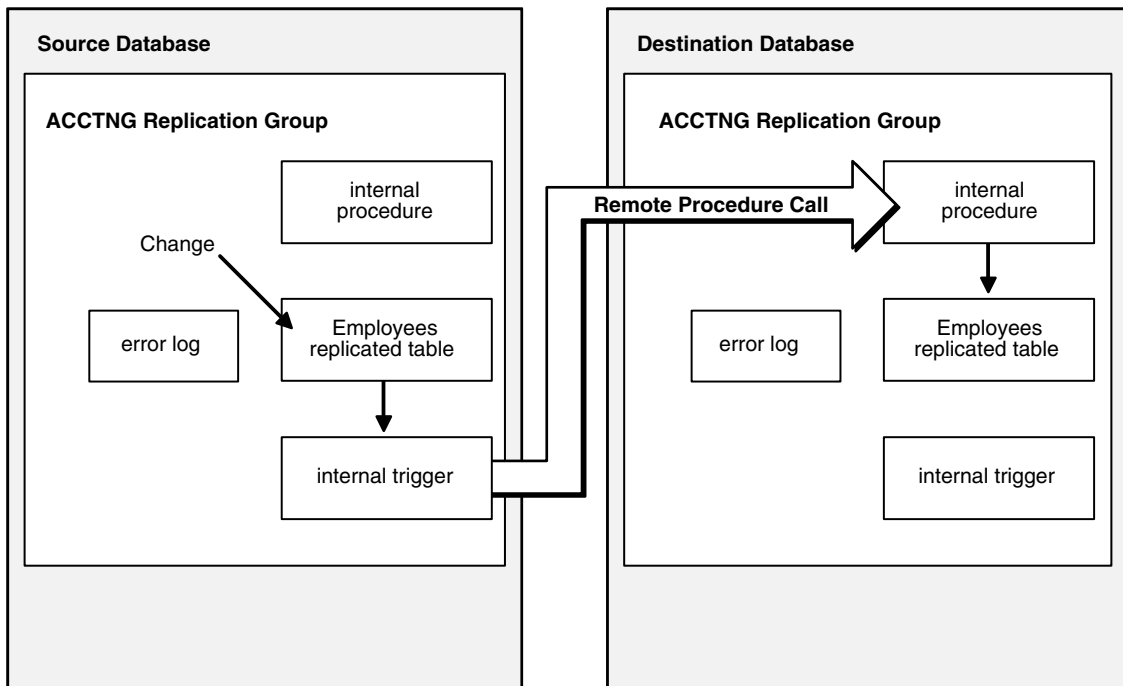 Source Database
ACCTNG Replication Group
internal
procedure
Change
error log
Employees
replicated table
internal trigger
Remote Procedure Call
Destination Database
ACCTNG Replication Group
internal
procedure
error log
Employees
replicated table
internal trigger